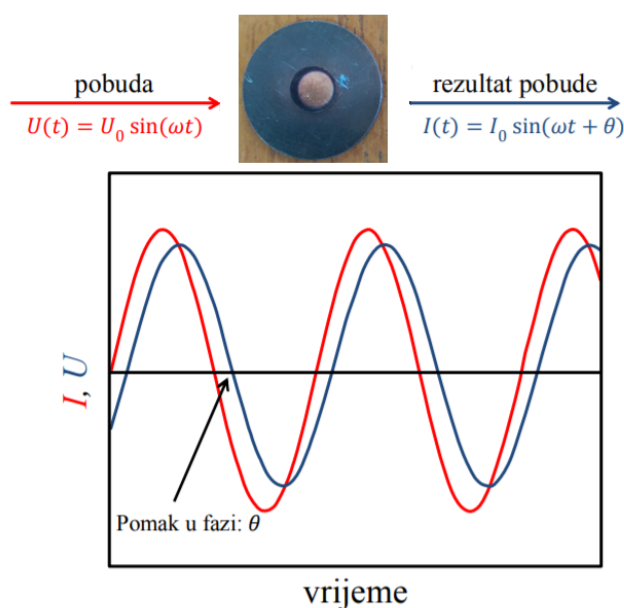 pobuda
U(t) = U₀ sin(ωt)
rezultat pobude
I(t) = I₀ sin(ωt + θ)
I, U
Pomak u fazi: θ
vrijeme